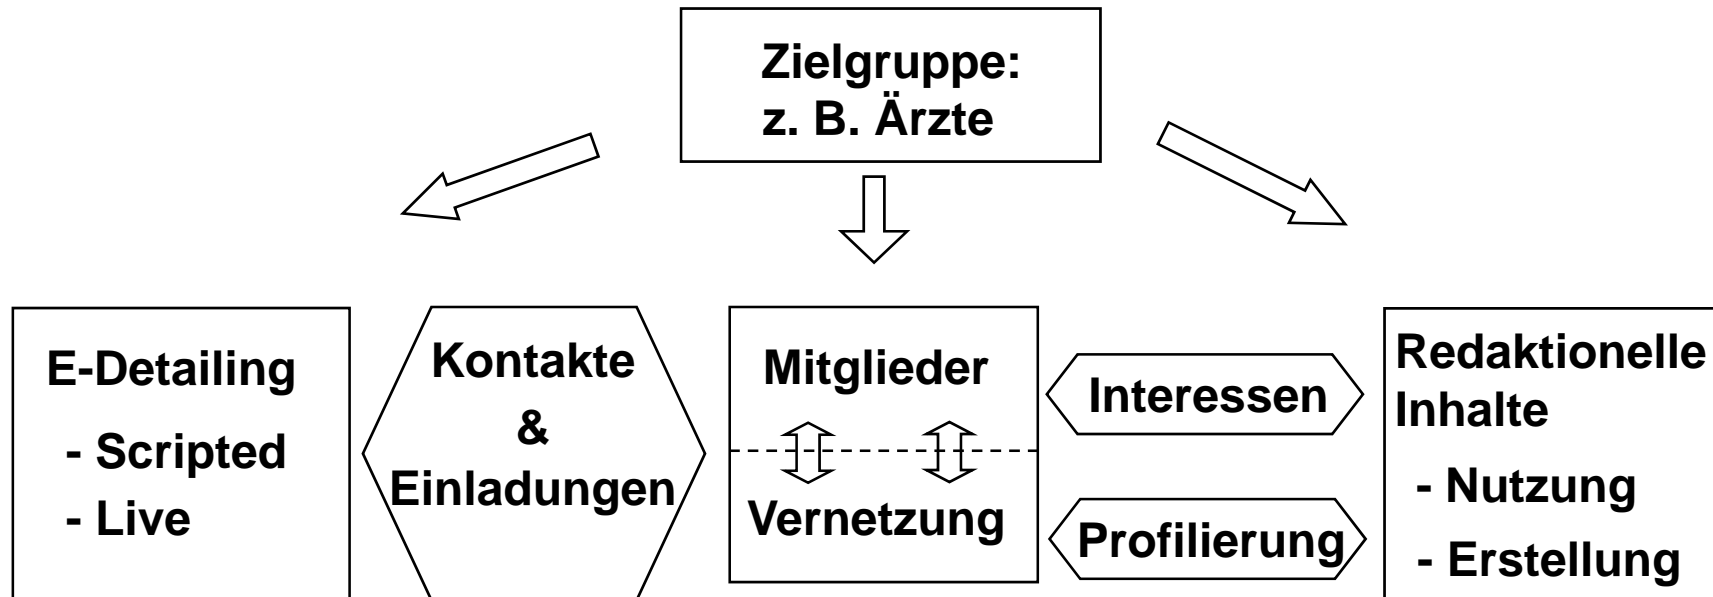 Zielgruppe:
z. B. Ärzte
E-Detailing
- Scripted
- Live
Kontakte
&
Einladungen
Mitglieder
Vernetzung
Interessen
Profilierung
Redaktionelle
Inhalte
- Nutzung
- Erstellung